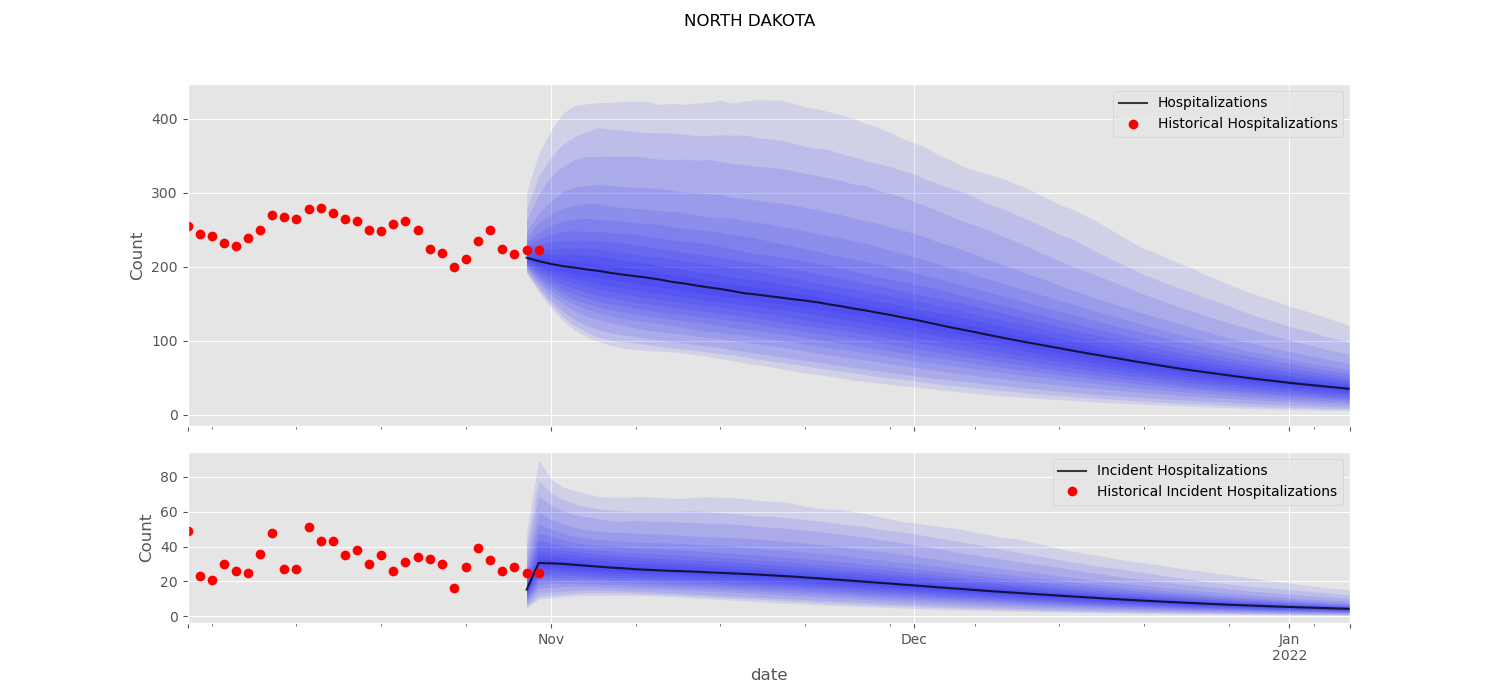 NORTH DAKOTA
Hospitalizations
Historical Hospitalizations
Count
400
300
200
100
0
Incident Hospitalizations
Historical Incident Hospitalizations
Count
80
60
40
20
0
Nov
Dec
Jan
2022
date